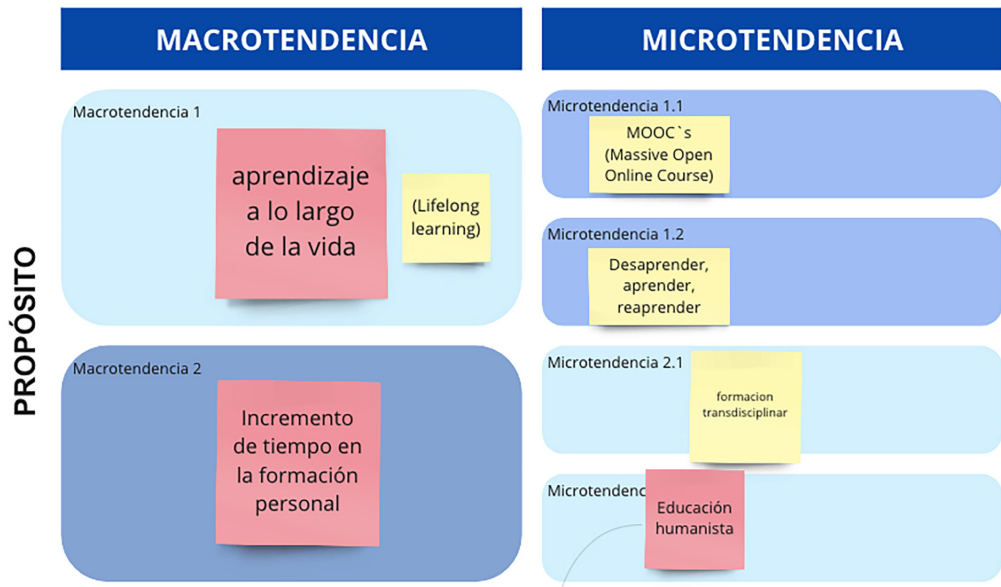 MACROTENDENCIA
MICROTENDENCIA
PROPÓSITO
Macrotendencia 1
aprendizaje
a lo largo
de la vida
(Lifelong
learning)
Microtendencia 1.1
MOOC`s
(Massive Open
Online Course)
Microtendencia 1.2
Desaprender,
aprender,
reaprender
Macrotendencia 2
Incremento
de tiempo en
la formación
personal
Microtendencia 2.1
formacion
transdisciplinar
Microtendenc
Educación
humanista